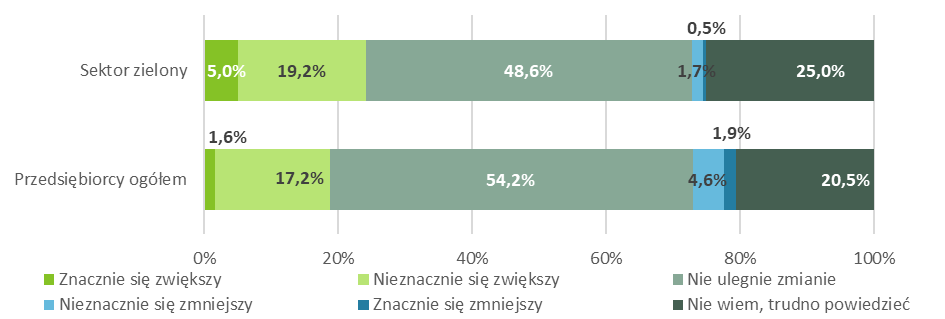 0,5%
Sektor zielony 5,0% 19,2% 48,6% 1,7% 25,0%
1,6% 1,9%
Przedsiębiorcy ogółem 17,2% 54,2% 4,6% 20,5%
0% 20% 40% 60% 80% 100%
Znacznie się zwiększy Nieznacznie się zwiększy Nie ulegnie zmianie
Nieznacznie się zmniejszy Znacznie się zmniejszy Nie wiem, trudno powiedzieć